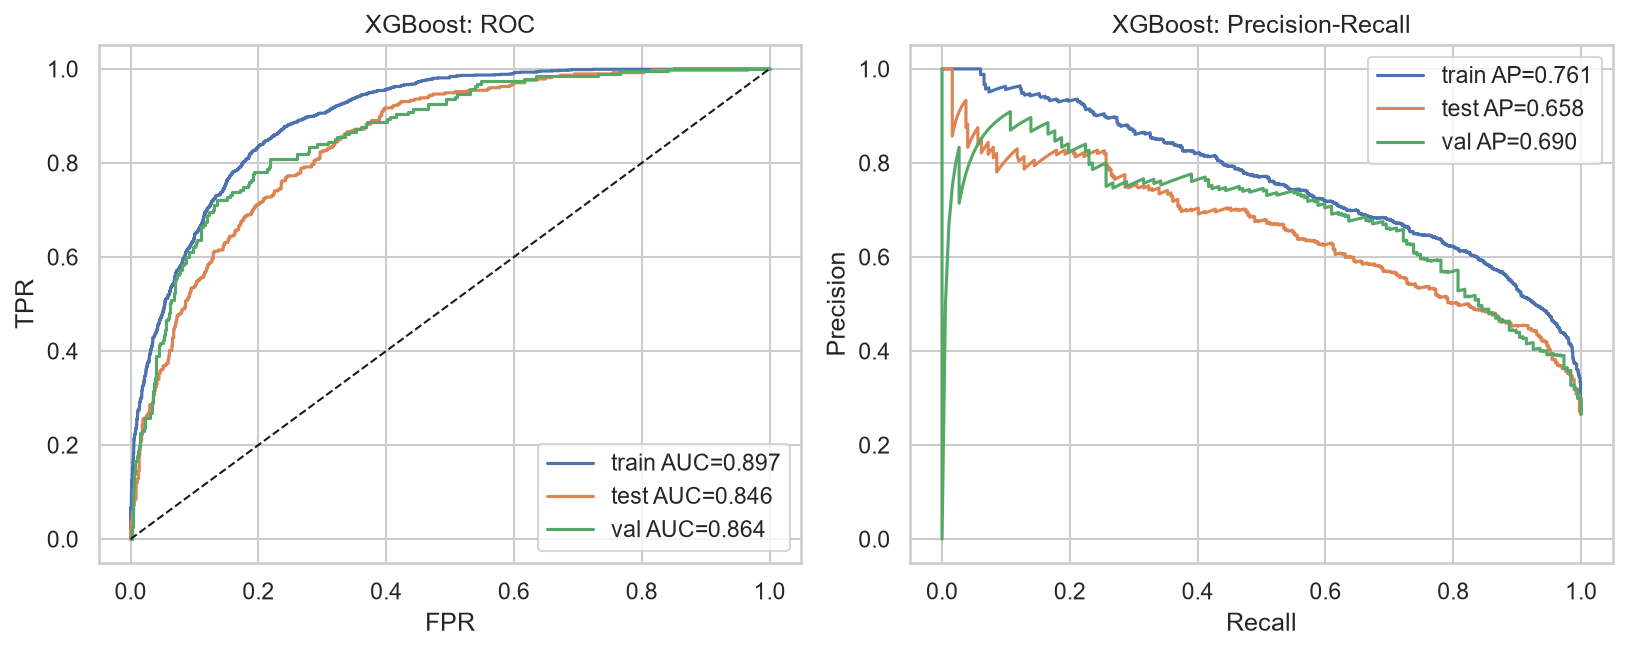 XGBoost: ROC
TPR
1.0
0.8
0.6
0.4
0.2
0.0
train AUC=0.897
test AUC=0.846
val AUC=0.864
0.0 0.2 0.4 0.6 0.8 1.0
FPR
XGBoost: Precision-Recall
Precision
1.0
0.8
0.6
0.4
0.2
0.0
train AP=0.761
test AP=0.658
val AP=0.690
0.0 0.2 0.4 0.6 0.8 1.0
Recall